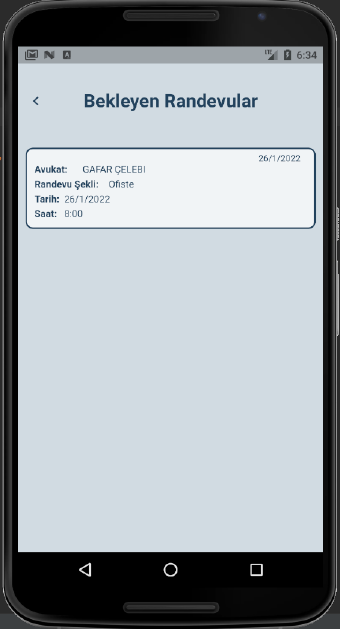 6:34
Bekleyen Randevular
26/1/2022
Avukat: GAFAR ÇELEBI
Randevu Şekli: Ofiste
Tarih: 26/1/2022
Saat: 8:00